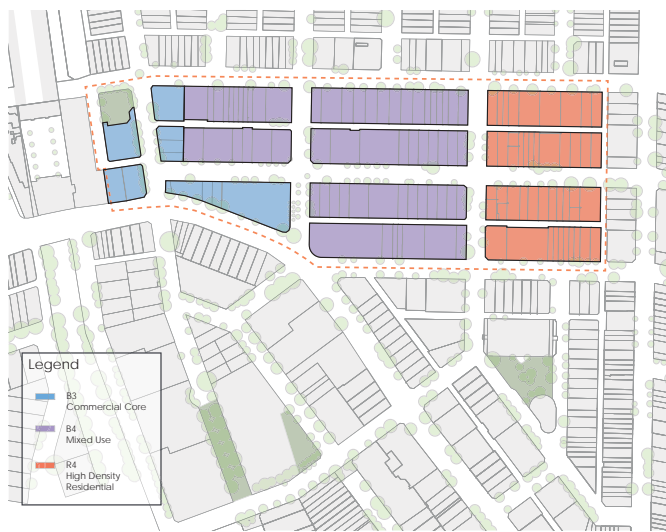 Legend
B3
Commercial Core
B4
Mixed Use
R4
High Density
Residential